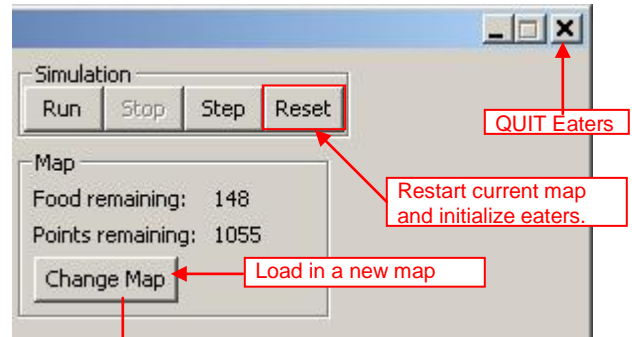 Simulation
Run Stop Step Reset
QUIT Eaters
Map
Food remaining: 148
Restart current map
and initialize eaters.
Points remaining: 1055
Change Map
Load in a new map